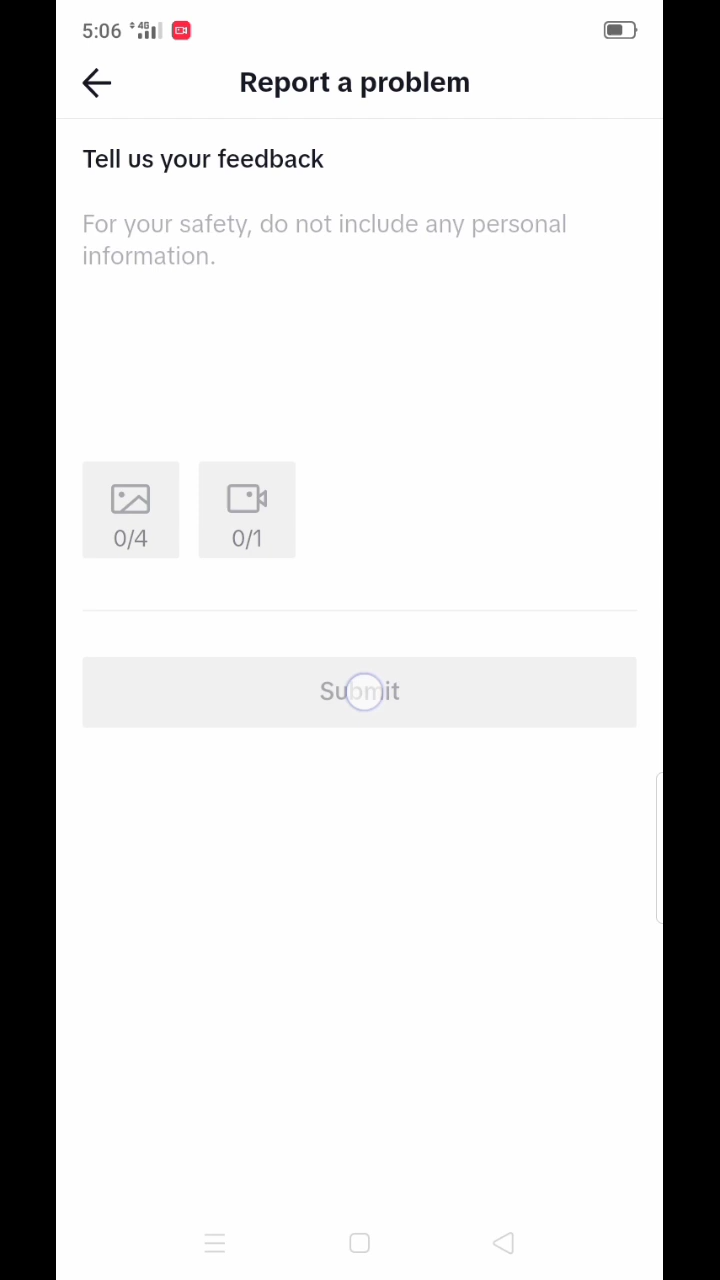 5:06 4G
Report a problem
Tell us your feedback
For your safety, do not include any personal
information.
0/4 0/1
Submit